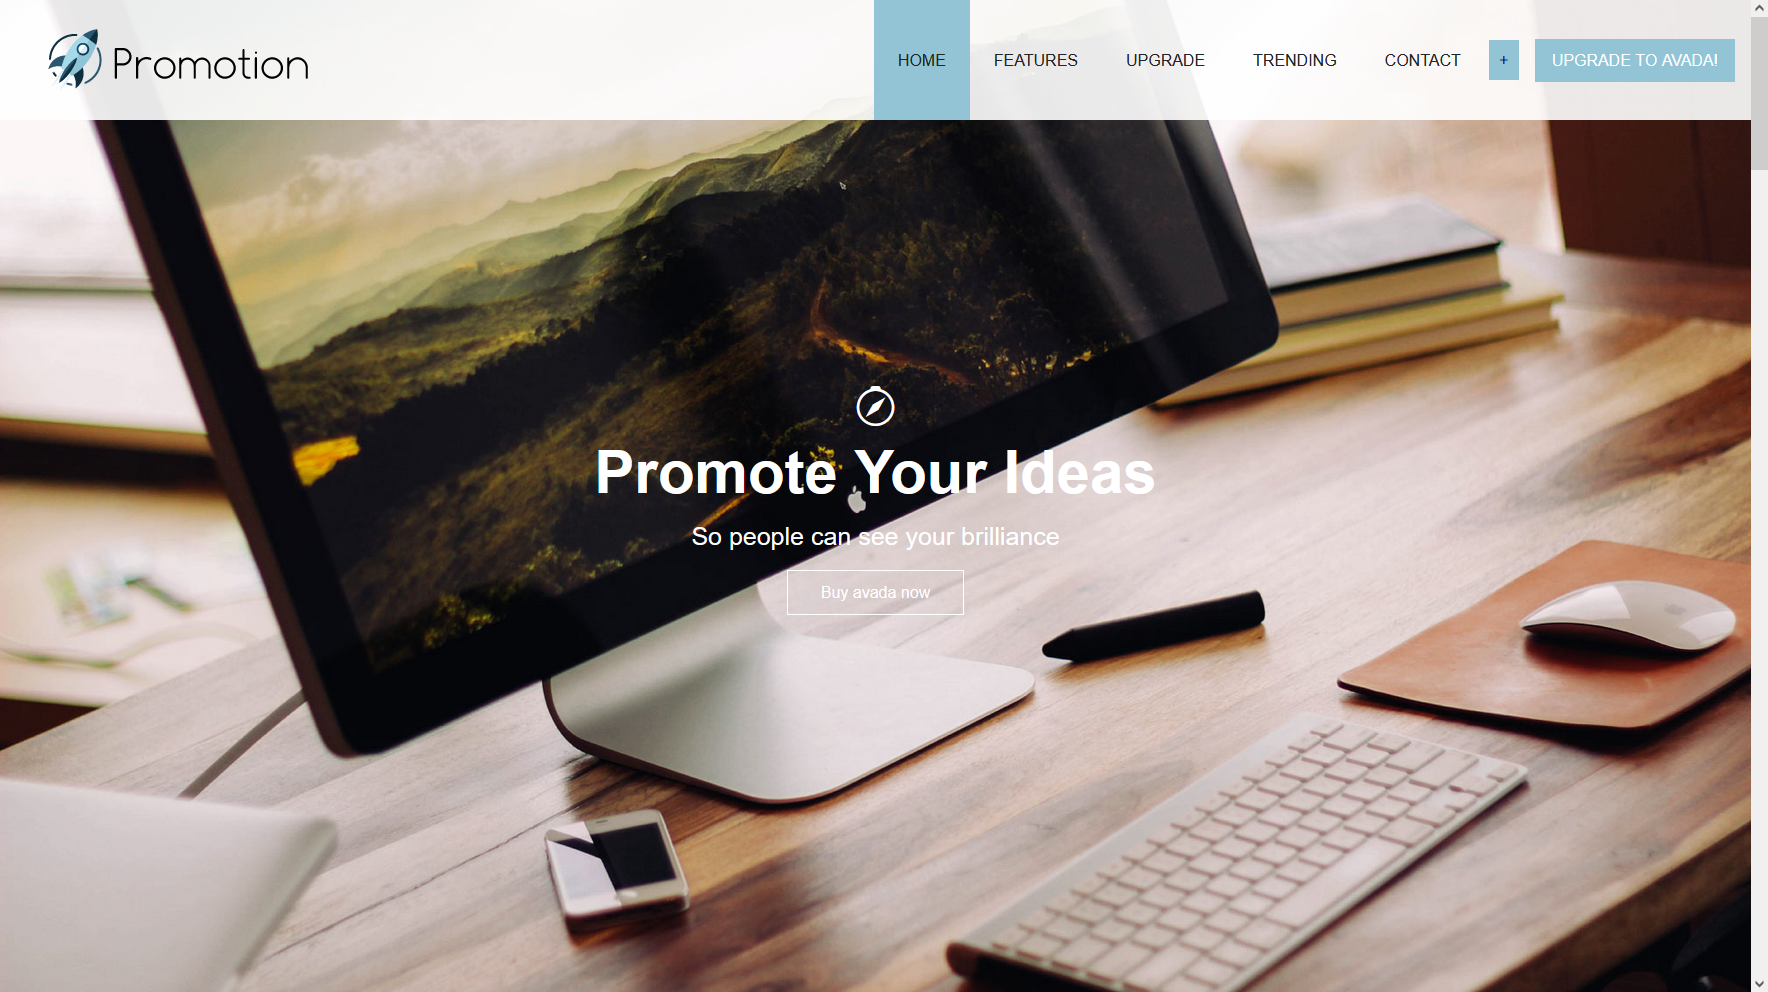 Promotion
HOME FEATURES UPGRADE TRENDING CONTACT + UPGRADE TO AVADA!
Promote Your Ideas
So people can see your brilliance
Buy avada now